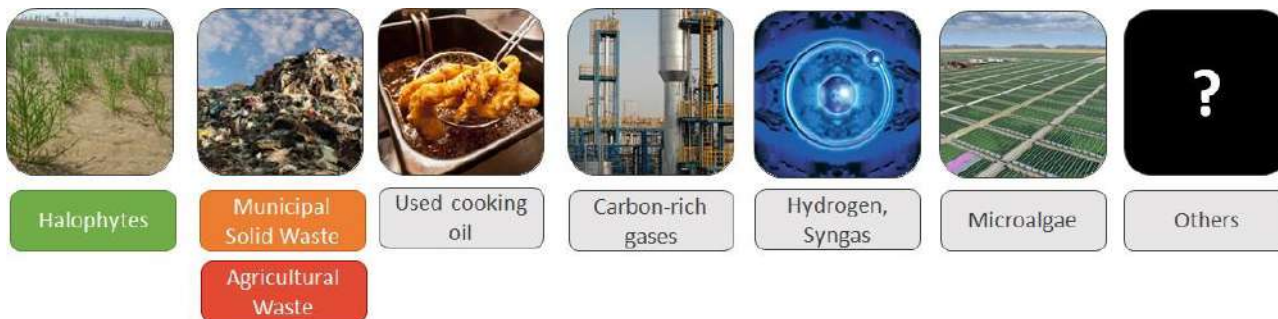 ?
Halophytes
Municipal
Solid Waste
Agricultural
Waste
Used cooking
oil
Carbon-rich
gases
Hydrogen,
Syngas
Microalgae
Others